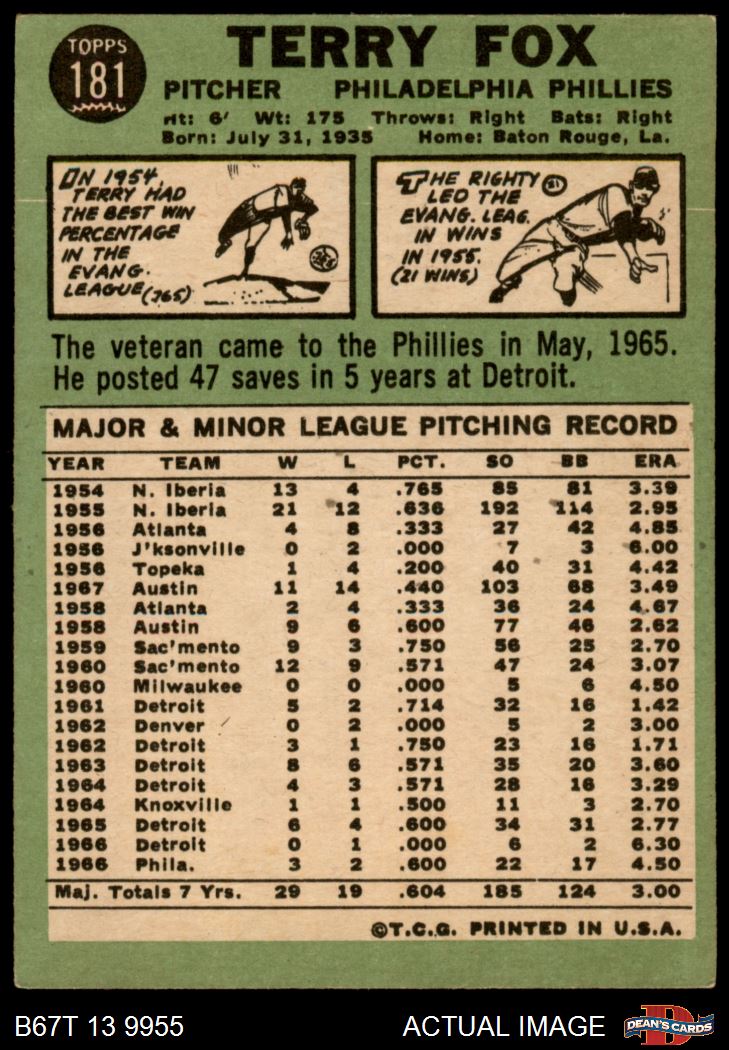 TOPPS
181
TERRY FOX
PITCHER PHILADELPHIA PHILLIES
Ht: 6' Wt: 175 Throws: Right Bats: Right
Born: July 31, 1935 Home: Baton Rouge, La.
ON 1954, TERRY HAD
THE BEST WIN
PERCENTAGE
IN THE
EVANG.
LEAGUE (.765)
THE RIGHTY
LED THE
EVANG. LEAG.
IN WINS
IN 1955.
(21 WINS)
The veteran came to the Phillies in May, 1965.
He posted 47 saves in 5 years at Detroit.
MAJOR & MINOR LEAGUE PITCHING RECORD
YEAR TEAM W L PCT. SO BB ERA
1954 N. Iberia 13 4 .765 85 81 3.39
1955 N. Iberia 21 12 .636 192 114 2.95
1956 Atlanta 4 8 .333 27 42 4.85
1956 J'ksonville 0 2 .000 7 3 6.00
1956 Topeka 1 4 .200 40 31 4.42
1967 Austin 11 14 .440 103 68 3.49
1958 Atlanta 2 4 .333 36 24 4.67
1958 Austin 9 6 .600 77 46 2.62
1959 Sac'mento 9 3 .750 56 25 2.70
1960 Sac'mento 12 9 .571 47 24 3.07
1960 Milwaukee 0 0 .000 5 6 4.50
1961 Detroit 5 2 .714 32 16 1.42
1962 Denver 0 2 .000 5 2 3.00
1962 Detroit 3 1 .750 23 16 1.71
1963 Detroit 8 6 .571 35 20 3.60
1964 Detroit 4 3 .571 28 16 3.29
1964 Knoxville 1 1 .500 11 3 2.70
1965 Detroit 6 4 .600 34 31 2.77
1966 Detroit 0 1 .000 6 2 6.30
1966 Phila. 3 2 .600 22 17 4.50
Maj. Totals 7 Yrs. 29 19 .604 185 124 3.00
©T.C.G. PRINTED IN U.S.A.
B67T 13 9955 ACTUAL IMAGE DEAN'S CARDS